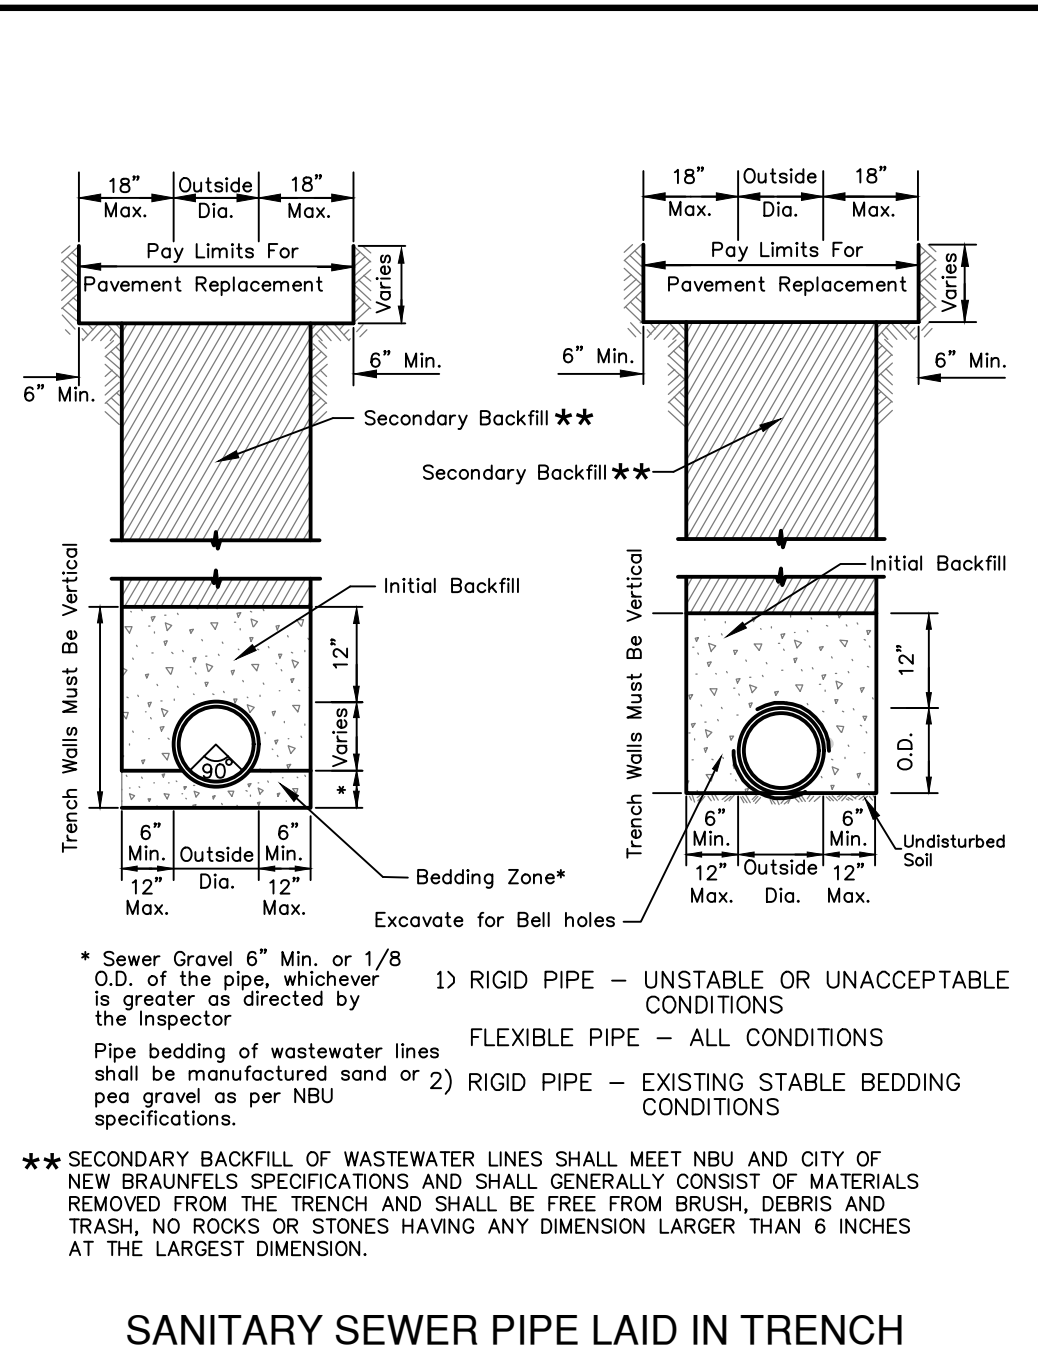 18" Outside 18"
Max. Dia. Max.
Pay Limits For
Pavement Replacement
Varies
6" Min.
6" Min.
Secondary Backfill **
Trench Walls Must Be Vertical
Initial Backfill
12"
Varies
90°
*
6" 6"
Min. Outside Min.
12" Dia. 12"
Max. Max.
Bedding Zone*
18" Outside 18"
Max. Dia. Max.
Pay Limits For
Pavement Replacement
Varies
6" Min.
6" Min.
Secondary Backfill **
Trench Walls Must Be Vertical
Initial Backfill
12"
O.D.
6" 6"
Min. Min.
12" Outside 12"
Max. Dia. Max.
Undisturbed
Soil
Excavate for Bell holes
* Sewer Gravel 6" Min. or 1/8
O.D. of the pipe, whichever
is greater as directed by
the Inspector
Pipe bedding of wastewater lines
shall be manufactured sand or
pea gravel as per NBU
specifications.
1) RIGID PIPE – UNSTABLE OR UNACCEPTABLE
CONDITIONS
FLEXIBLE PIPE – ALL CONDITIONS
2) RIGID PIPE – EXISTING STABLE BEDDING
CONDITIONS
** SECONDARY BACKFILL OF WASTEWATER LINES SHALL MEET NBU AND CITY OF
NEW BRAUNFELS SPECIFICATIONS AND SHALL GENERALLY CONSIST OF MATERIALS
REMOVED FROM THE TRENCH AND SHALL BE FREE FROM BRUSH, DEBRIS AND
TRASH, NO ROCKS OR STONES HAVING ANY DIMENSION LARGER THAN 6 INCHES
AT THE LARGEST DIMENSION.
SANITARY SEWER PIPE LAID IN TRENCH